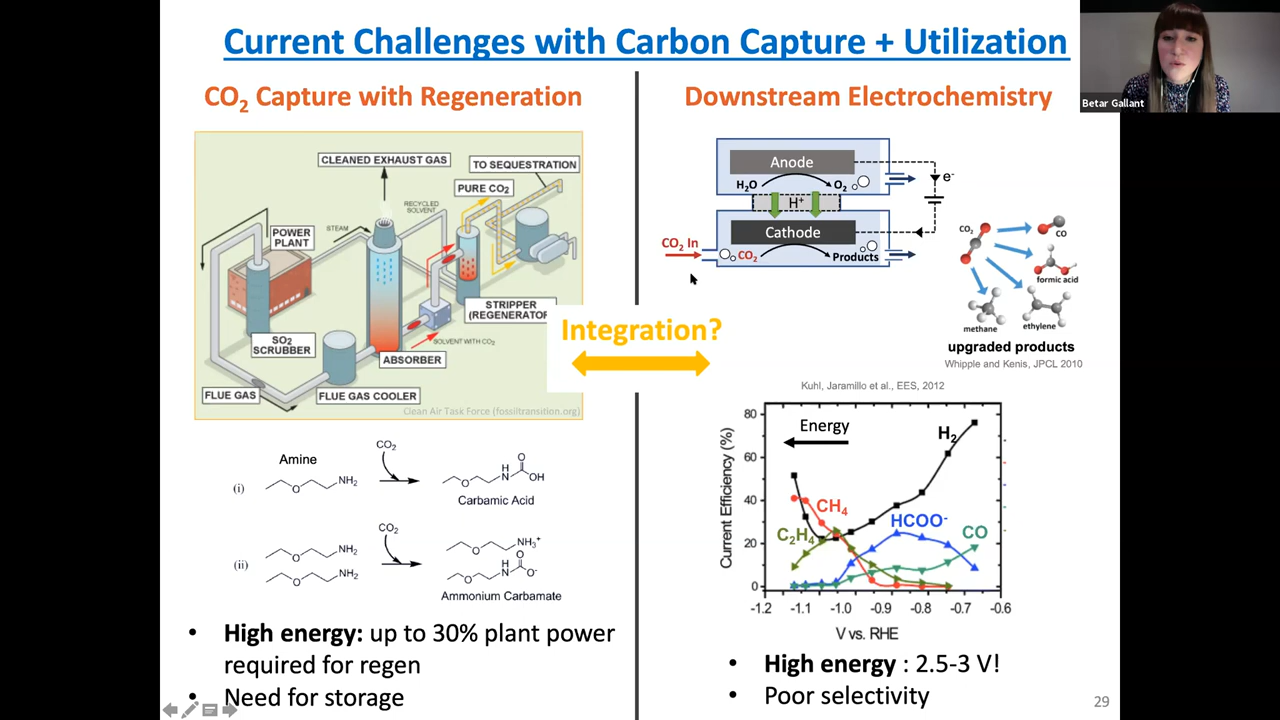 Current Challenges with Carbon Capture + Utilization
Betar Gallant
CO2 Capture with Regeneration
CLEANED EXHAUST GAS
TO SEQUESTRATION
PURE CO2
RECYCLED
SOLVENT
POWER
PLANT
STEAM
STRIPPER
(REGENERATOR
SO2
SCRUBBER
SOLVENT WITH CO2
ABSORBER
FLUE GAS
FLUE GAS COOLER
Clean Air Task Force (fossiltransition.org)
CO2
Amine
(i)
NH2
O
O
H
N
OH
Carbamic Acid
CO2
(ii)
NH2
O
NH2
O
NH3+
O
O
H
N
O-
O
Ammonium Carbamate
• High energy: up to 30% plant power
required for regen
• Need for storage
Integration?
Downstream Electrochemistry
Anode
H2O
O2
e-
H+
Cathode
CO2 In
CO2
Products
CO2
CO
formic acid
methane
ethylene
upgraded products
Whipple and Kenis, JPCL 2010
Kuhl, Jaramillo et al., EES, 2012
Current Efficiency (%)
80
60
40
20
0
Energy
H2
CH4
C2H4
HCOO-
CO
-1.2 -1.1 -1.0 -0.9 -0.8 -0.7 -0.6
V vs. RHE
• High energy : 2.5-3 V!
• Poor selectivity
29